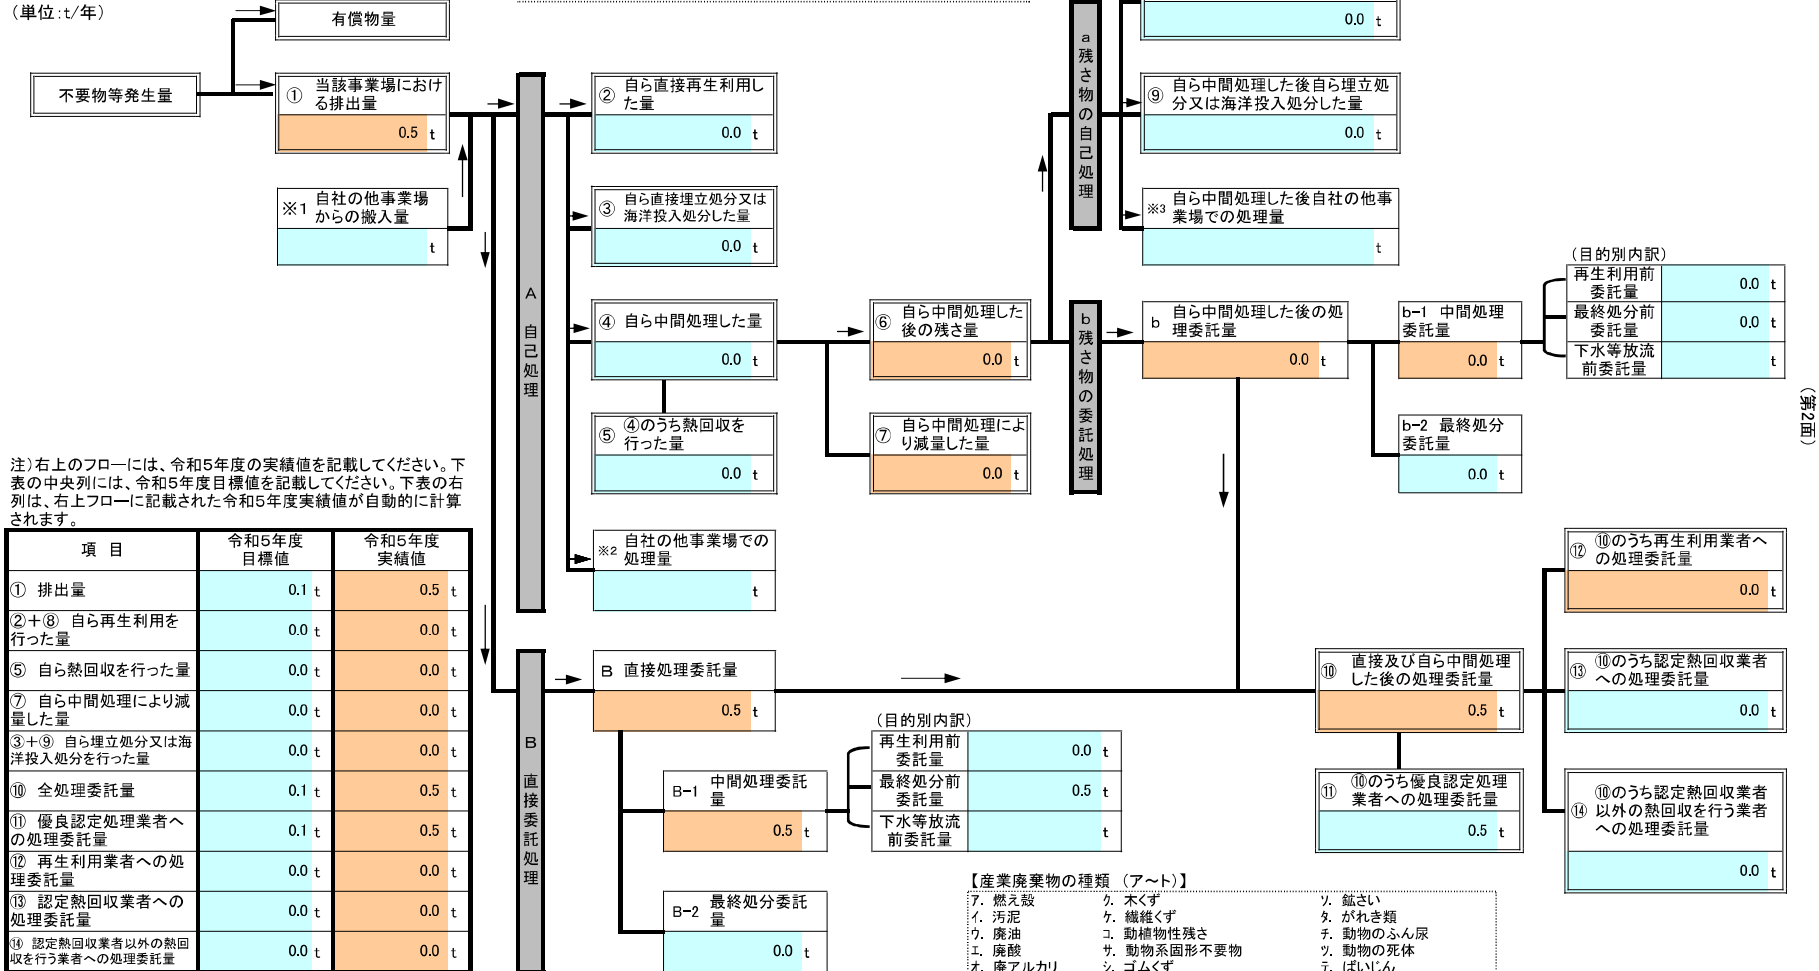 (単位:t/年)
有償物量
不要物等発生量
① 当該事業場におけ
る排出量
0.5 t
※1 自社の他事業場
からの搬入量
t
A 自己処理
② 自ら直接再生利用し
た量
0.0 t
③ 自ら直接埋立処分又は
海洋投入処分した量
0.0 t
④ 自ら中間処理した量
0.0 t
⑤ ④のうち熱回収を
行った量
0.0 t
※2 自社の他事業場での
処理量
t
⑥ 自ら中間処理した
後の残さ量
0.0 t
⑦ 自ら中間処理によ
り減量した量
0.0 t
a 残さ物の自己処理
0.0 t
⑨ 自ら中間処理した後自ら埋立処
分又は海洋投入処分した量
0.0 t
※3 自ら中間処理した後自社の他事
業場での処理量
t
b 残さ物の委託処理
b 自ら中間処理した後の処
理委託量
0.0 t
b-1 中間処理
委託量
0.0 t
b-2 最終処分
委託量
0.0 t
(目的別内訳)
再生利用前
委託量
0.0 t
最終処分前
委託量
0.0 t
下水等放流
前委託量
t
(第2面)
注)右上のフローには、令和5年度の実績値を記載してください。下
表の中央列には、令和5年度目標値を記載してください。下表の右
列は、右上フローに記載された令和5年度実績値が自動的に計算
されます。
項 目 令和5年度 令和5年度
目標値 実績値
① 排出量 0.1 t 0.5 t
②+⑧ 自ら再生利用を
行った量 0.0 t 0.0 t
⑤ 自ら熱回収を行った量 0.0 t 0.0 t
⑦ 自ら中間処理により減
量した量 0.0 t 0.0 t
③+⑨ 自ら埋立処分又は海
洋投入処分を行った量 0.0 t 0.0 t
⑩ 全処理委託量 0.1 t 0.5 t
⑪ 優良認定処理業者へ
の処理委託量 0.1 t 0.5 t
⑫ 再生利用業者への処
理委託量 0.0 t 0.0 t
⑬ 認定熱回収業者への
処理委託量 0.0 t 0.0 t
⑭ 認定熱回収業者以外の熱回
収を行う業者への処理委託量 0.0 t 0.0 t
B 直接委託処理
B 直接処理委託量
0.5 t
B-1 中間処理委託
量
0.5 t
B-2 最終処分委託
量
0.0 t
(目的別内訳)
再生利用前
委託量
0.0 t
最終処分前
委託量
0.5 t
下水等放流
前委託量
t
⑩ 直接及び自ら中間処理
した後の処理委託量
0.5 t
⑪ ⑩のうち優良認定処理
業者への処理委託量
0.5 t
⑫ ⑩のうち再生利用業者へ
の処理委託量
0.0 t
⑬ ⑩のうち認定熱回収業者
への処理委託量
0.0 t
⑭ ⑩のうち認定熱回収業者
以外の熱回収を行う業者
への処理委託量
0.0 t
【産業廃棄物の種類 (ア~ト)】
ア. 燃え殻 ク. 木くず ソ. 鉱さい
イ. 汚泥 ケ. 繊維くず タ. がれき類
ウ. 廃油 コ. 動植物性残さ チ. 動物のふん尿
エ. 廃酸 サ. 動物系固形不要物 ツ. 動物の死体
オ. 廃アルカリ シ. ゴムくず テ. ばいじん